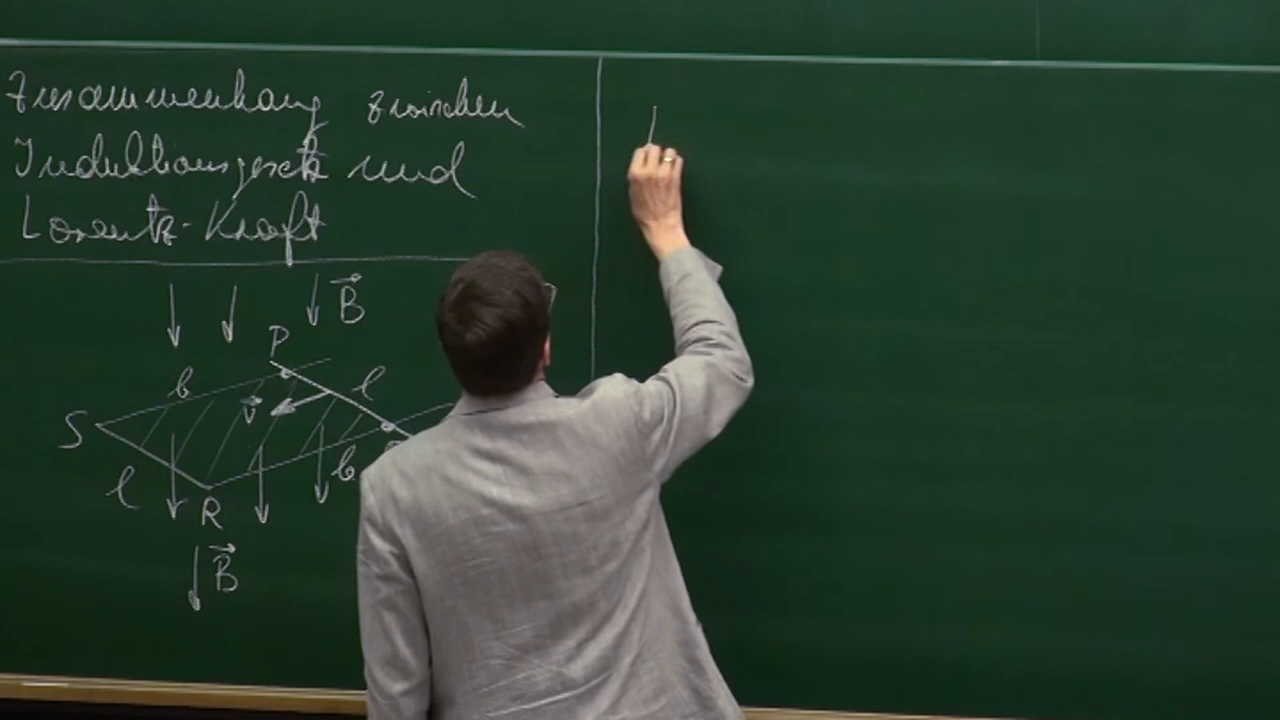 Zusammenhang zwischen
Induktionsgesetz und
Lorentz-Kraft
B
P
b
l
v
S
b
l
R
B